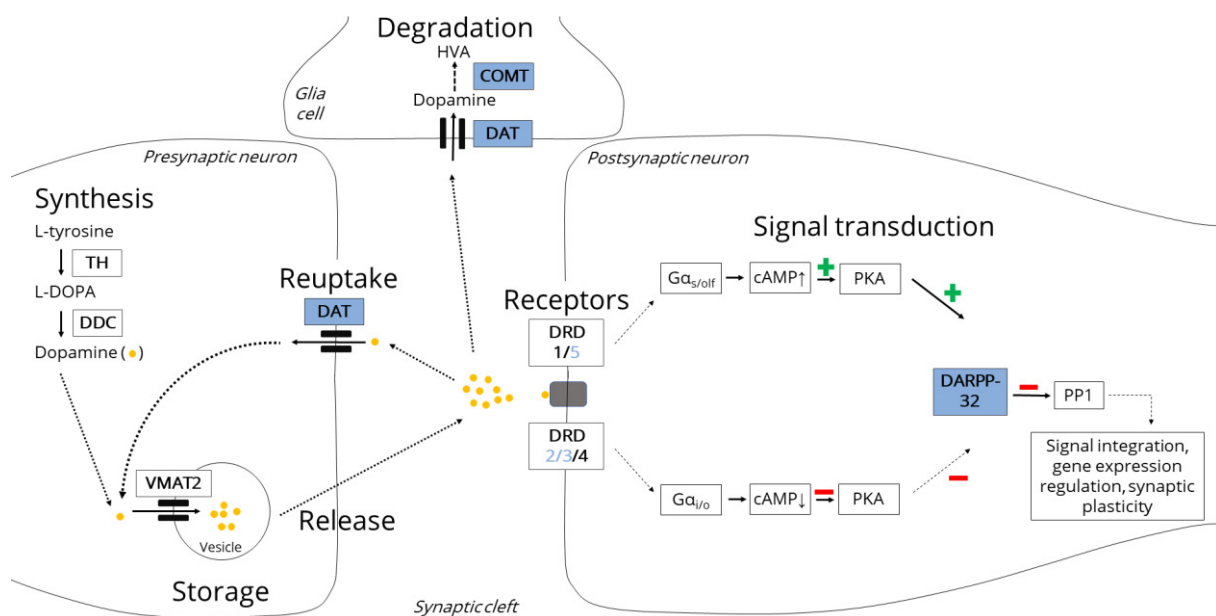 Degradation
HVA
COMT
Dopamine
Glia
cell
DAT
Presynaptic neuron
Postsynaptic neuron
Synthesis
L-tyrosine
TH
L-DOPA
DDC
Dopamine ( )
Reuptake
DAT
Receptors
DRD
1/5
DRD
2/3/4
Signal transduction
Gαs/olf
cAMP↑
PKA
DARPP-
32
PP1
Signal integration,
gene expression
regulation, synaptic
plasticity
Gαi/o
cAMP↓
PKA
VMAT2
Vesicle
Release
Storage
Synaptic cleft